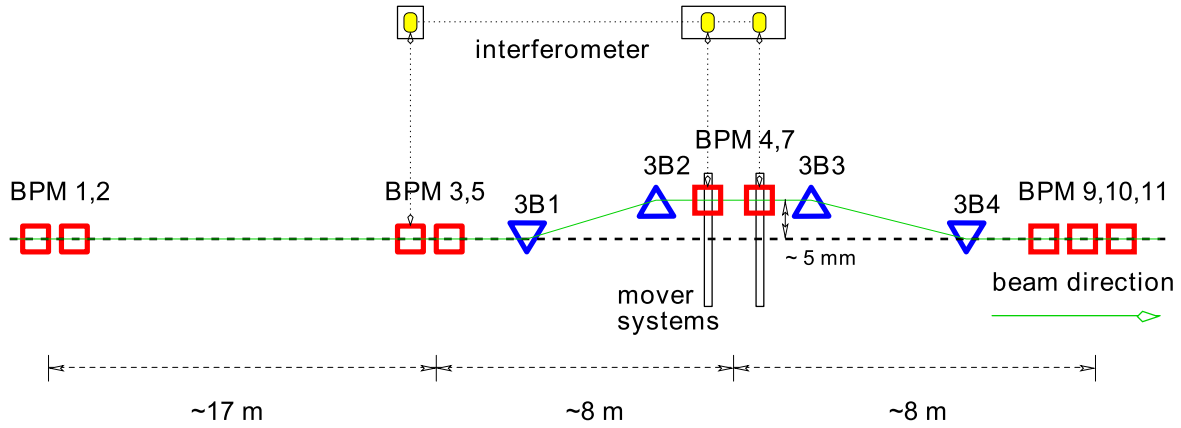 interferometer
BPM 4,7
3B2
3B3
BPM 1,2
BPM 3,5
3B1
3B4
BPM 9,10,11
~ 5 mm
beam direction
mover
systems
~17 m
~8 m
~8 m